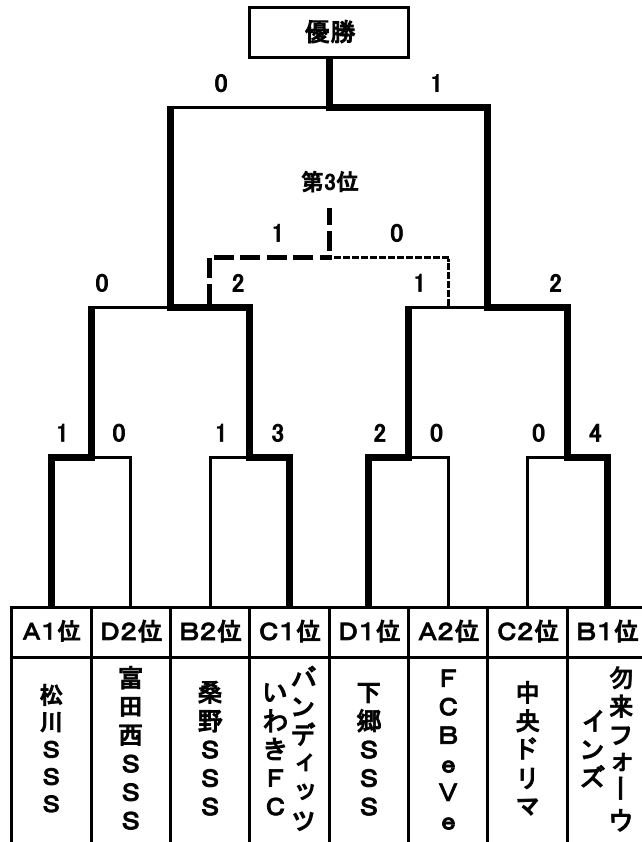 優勝
0
1
第3位
1
0
0
2
1
2
1
0
1
3
2
0
0
4
A1位
D2位
B2位
C1位
D1位
A2位
C2位
B1位
松川SSS
富田西SSS
桑野SSS
バンディッツ
いわきFC
下郷SSS
FCBeVe
中央ドリマ
勿来フォーウ
インズ